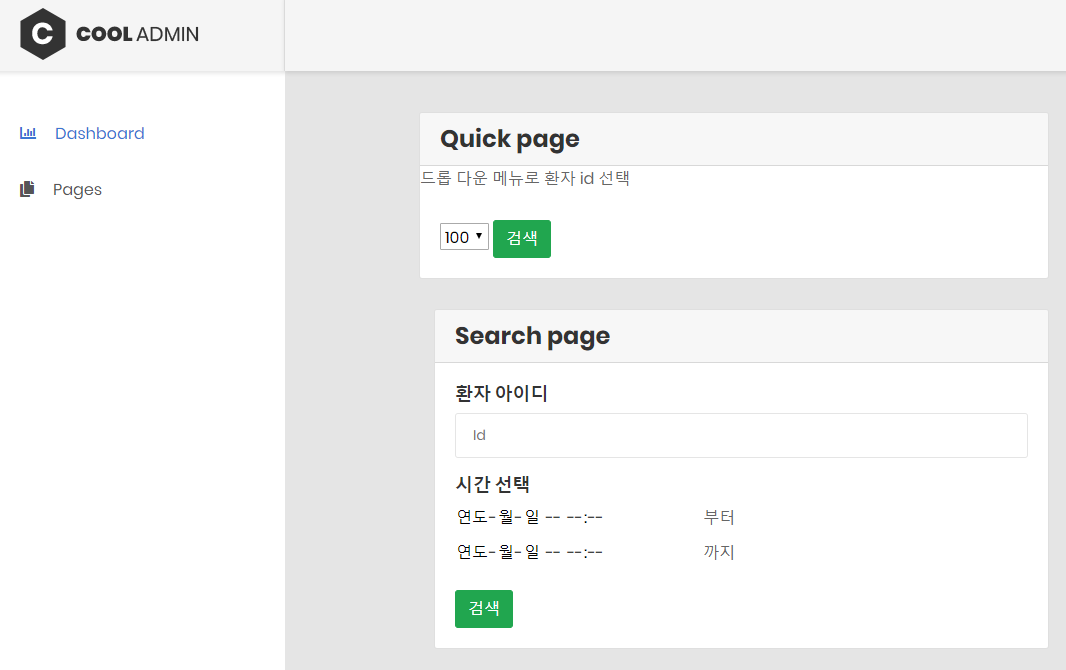 C COOL ADMIN
Dashboard
Pages
Quick page
드롭 다운 메뉴로 환자 id 선택
100 검색
Search page
환자 아이디
Id
시간 선택
연도-월-일 -- --:-- 부터
연도-월-일 -- --:-- 까지
검색